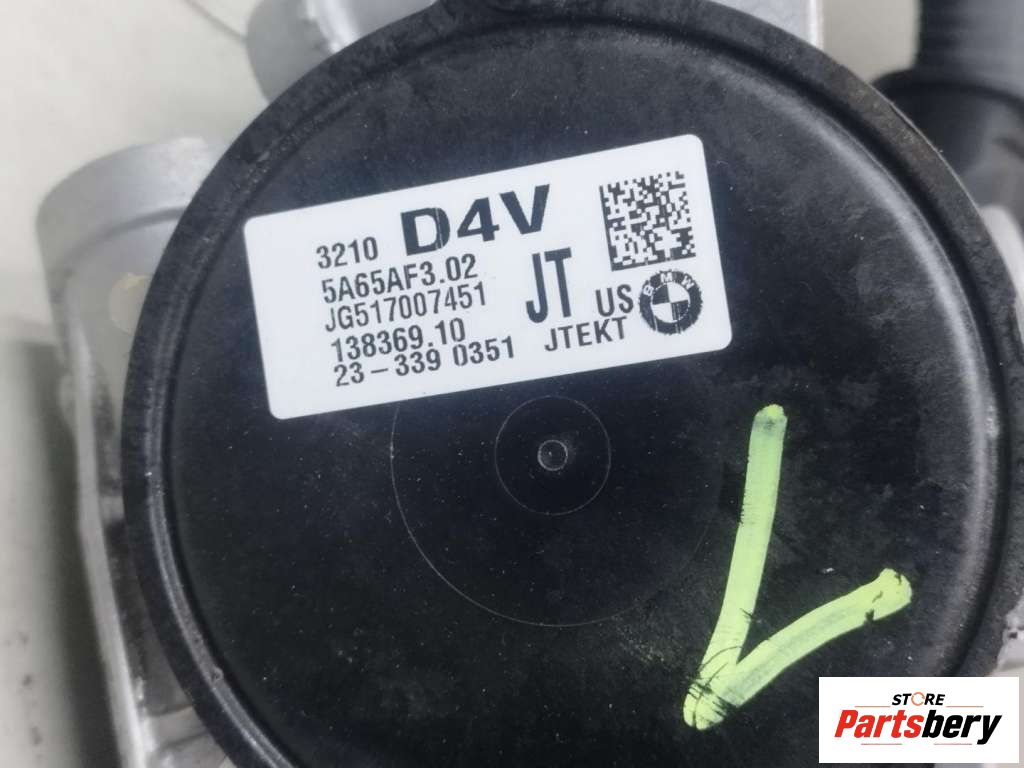 3210 D4V
5A65AF3.02
JG517007451 JT US BMW
138369.10
23-339 0351 JTEKT
STORE
Partsbery